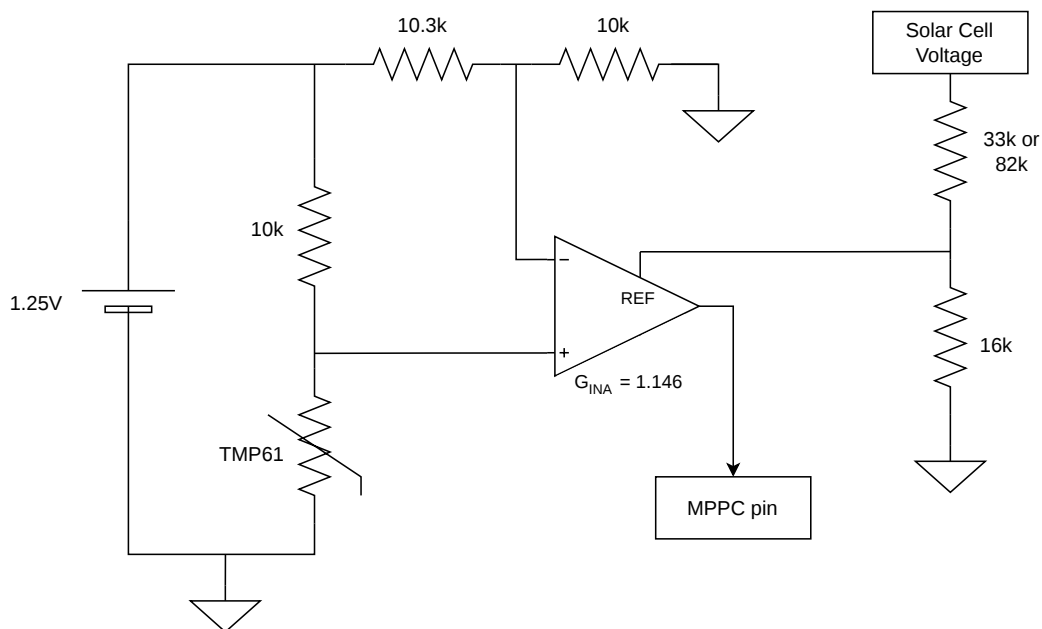 10.3k
10k
Solar Cell
Voltage
33k or
82k
10k
1.25V
−
REF
+
G INA = 1.146
16k
TMP61
MPPC pin